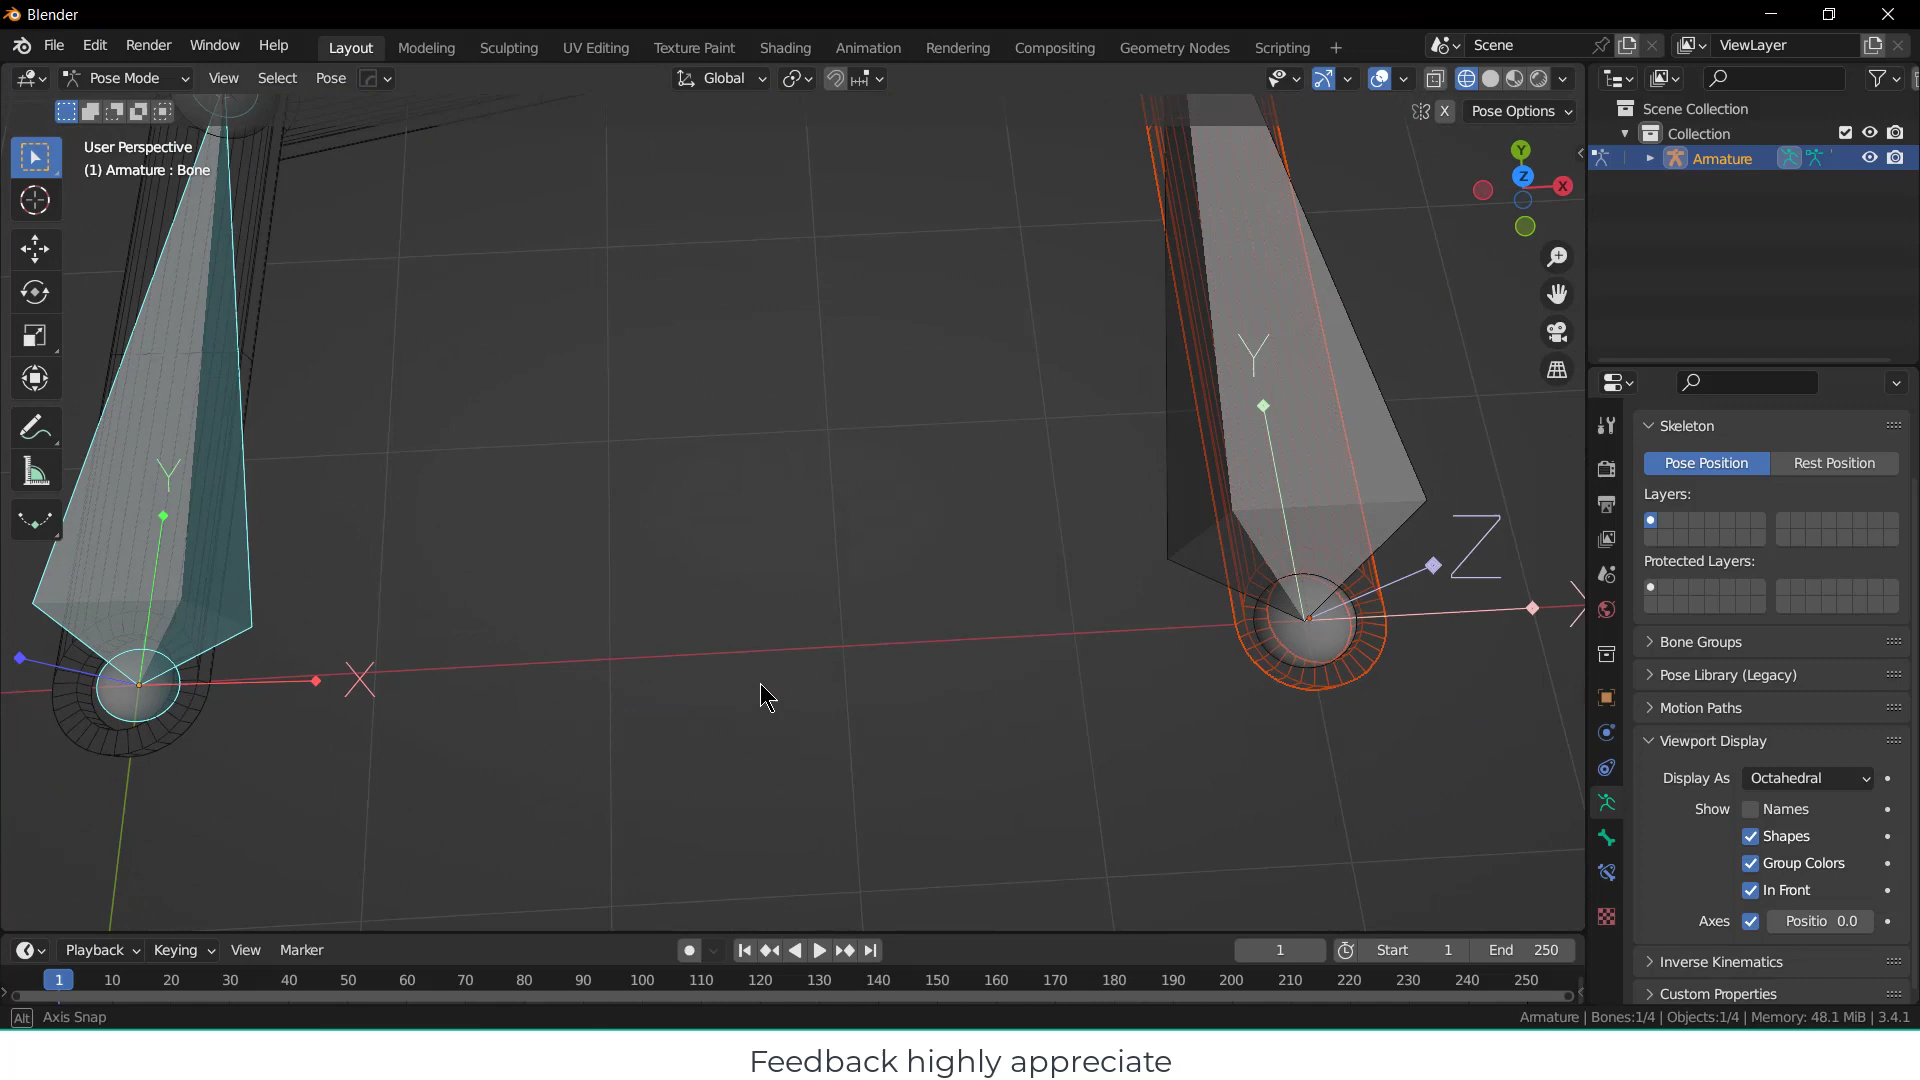 Blender
File Edit Render Window Help Layout Modeling Sculpting UV Editing Texture Paint Shading Animation Rendering Compositing Geometry Nodes Scripting + Scene ViewLayer
Pose Mode View Select Pose Global
X Pose Options
User Perspective
(1) Armature : Bone
Y
Z
X
Y
Y
Z
X
X
Scene Collection
Collection
Armature
Skeleton
Pose Position Rest Position
Layers:
Protected Layers:
Bone Groups
Pose Library (Legacy)
Motion Paths
Viewport Display
Display As Octahedral
Show Names
Shapes
Group Colors
In Front
Axes Positio 0.0
Inverse Kinematics
Custom Properties
Playback Keying View Marker 1 Start 1 End 250
1 10 20 30 40 50 60 70 80 90 100 110 120 130 140 150 160 170 180 190 200 210 220 230 240 250
Alt Axis Snap
Armature | Bones:1/4 | Objects:1/4 | Memory: 48.1 MiB | 3.4.1
Feedback highly appreciate